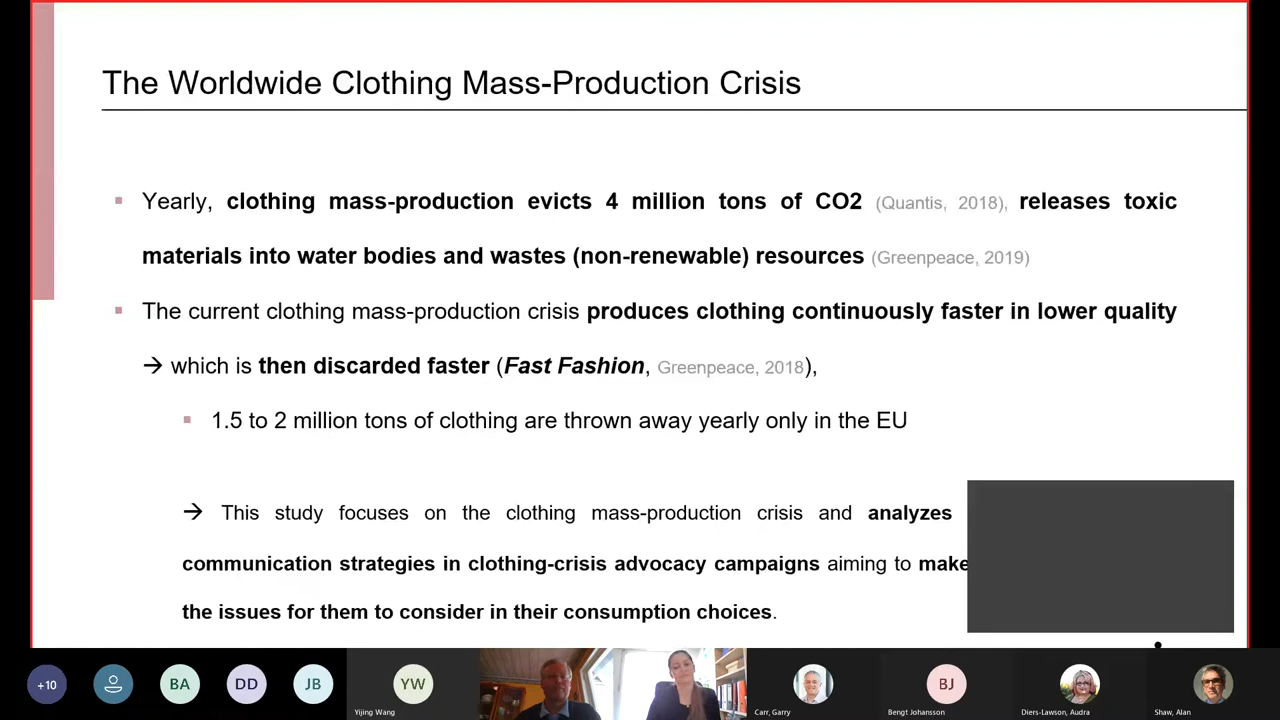 The Worldwide Clothing Mass-Production Crisis
▪ Yearly, clothing mass-production evicts 4 million tons of CO2 (Quantis, 2018), releases toxic
materials into water bodies and wastes (non-renewable) resources (Greenpeace, 2019)
▪ The current clothing mass-production crisis produces clothing continuously faster in lower quality
→ which is then discarded faster (Fast Fashion, Greenpeace, 2018),
▪ 1.5 to 2 million tons of clothing are thrown away yearly only in the EU
→ This study focuses on the clothing mass-production crisis and analyzes
communication strategies in clothing-crisis advocacy campaigns aiming to make
the issues for them to consider in their consumption choices.
+10
BA
DD
JB
YW
Yijing Wang
Carr, Garry
BJ
Bengt Johansson
Diers-Lawson, Audra
Shaw, Alan